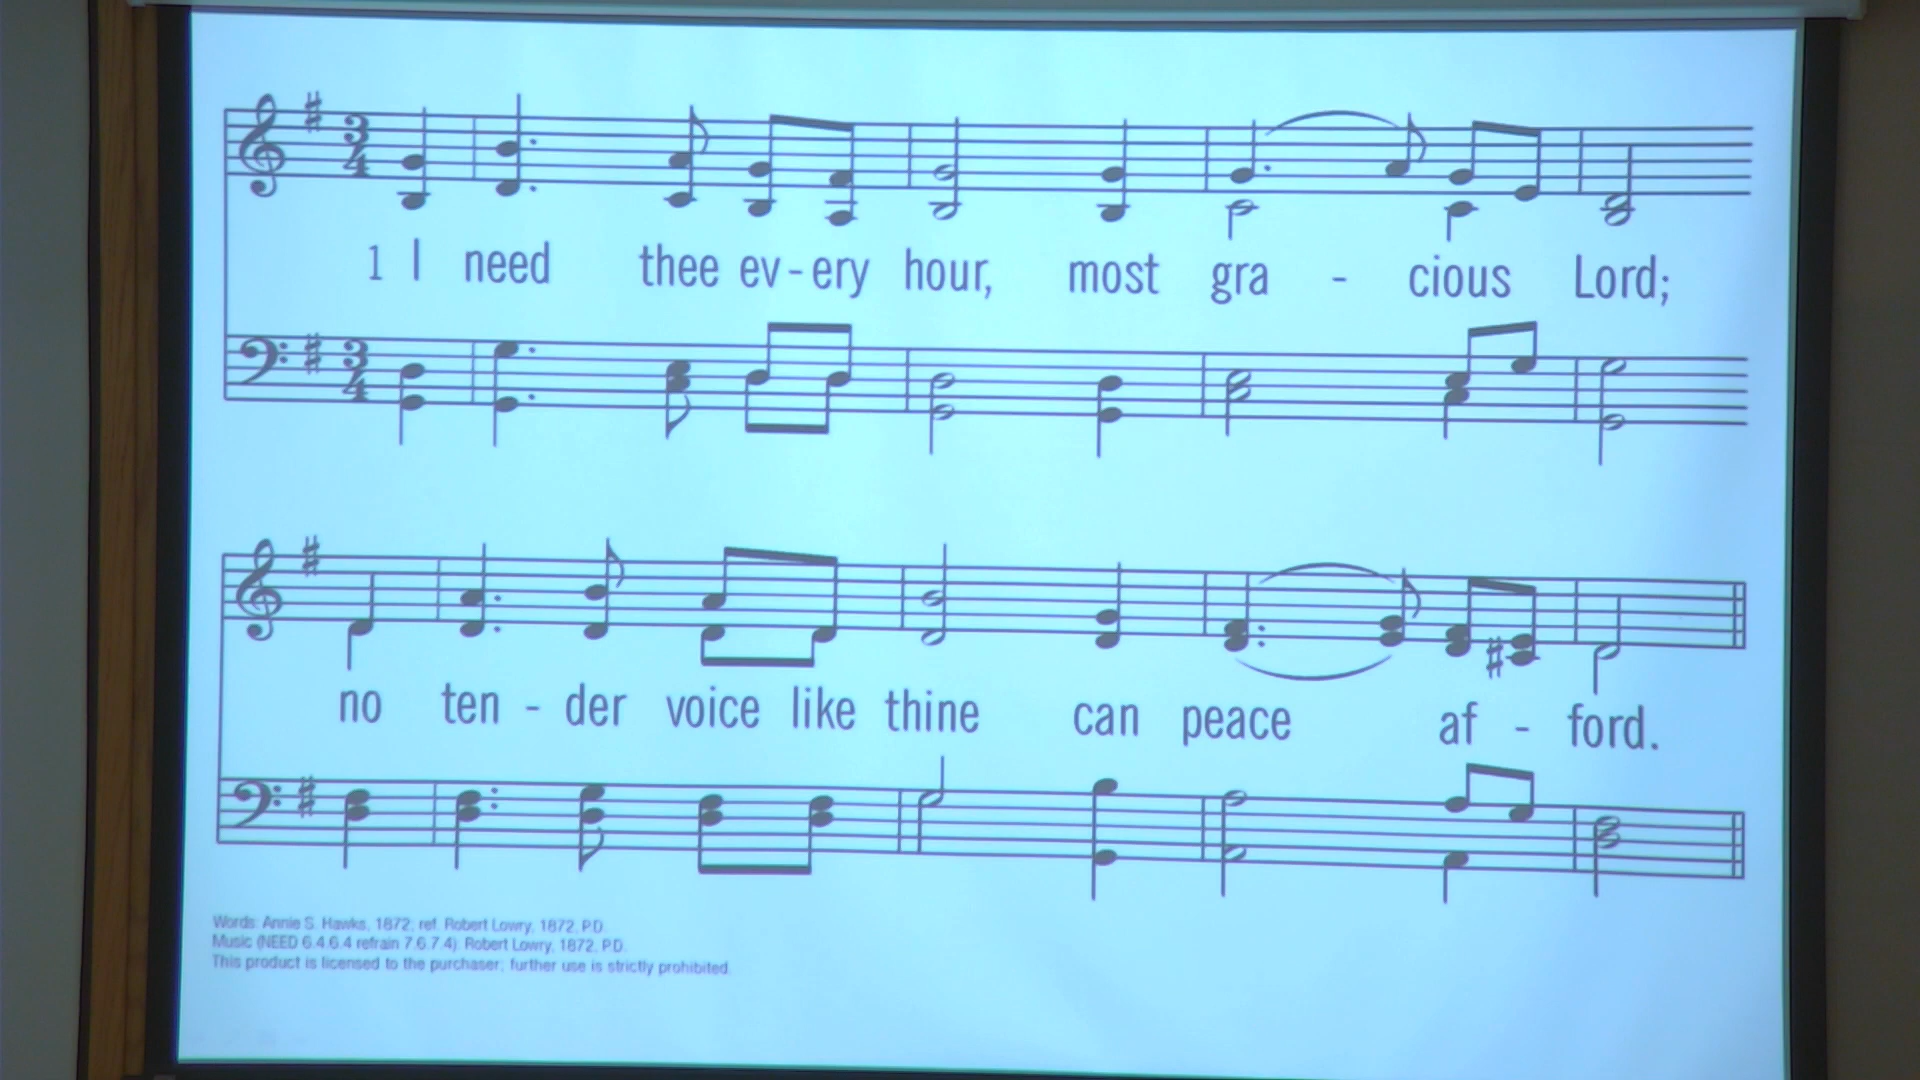 1 I need thee ev-ery hour, most gra - cious Lord;
no ten - der voice like thine can peace af - ford.
Words: Annie S. Hawks, 1872; ref. Robert Lowry, 1872, P.D.
Music (NEED 6.4.6.4 refrain 7.6.7.4): Robert Lowry, 1872, P.D.
This product is licensed to the purchaser; further use is strictly prohibited.